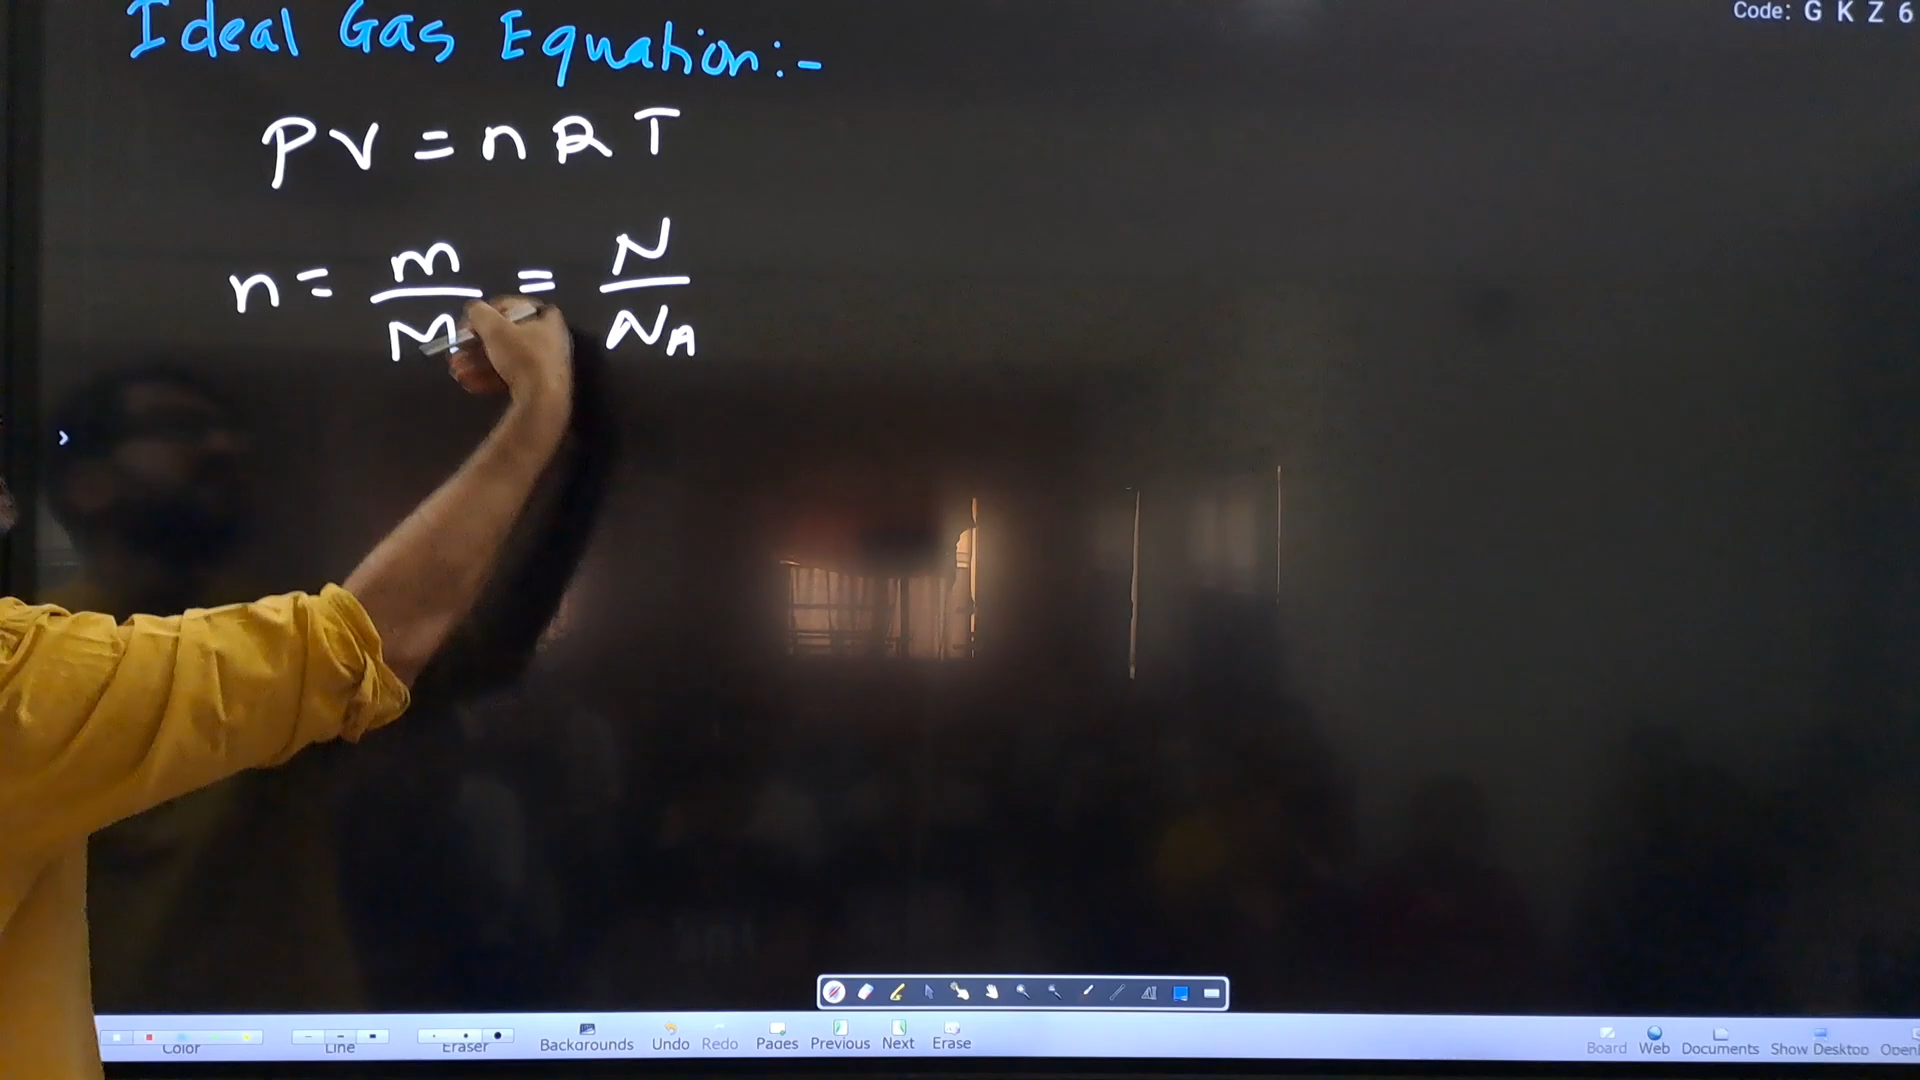 Code: G K Z 6
Ideal Gas Equation:-
PV = nRT
n = m/M = N/N_A
Color Line Eraser Backgrounds Undo Redo Pages Previous Next Erase Board Web Documents Show Desktop